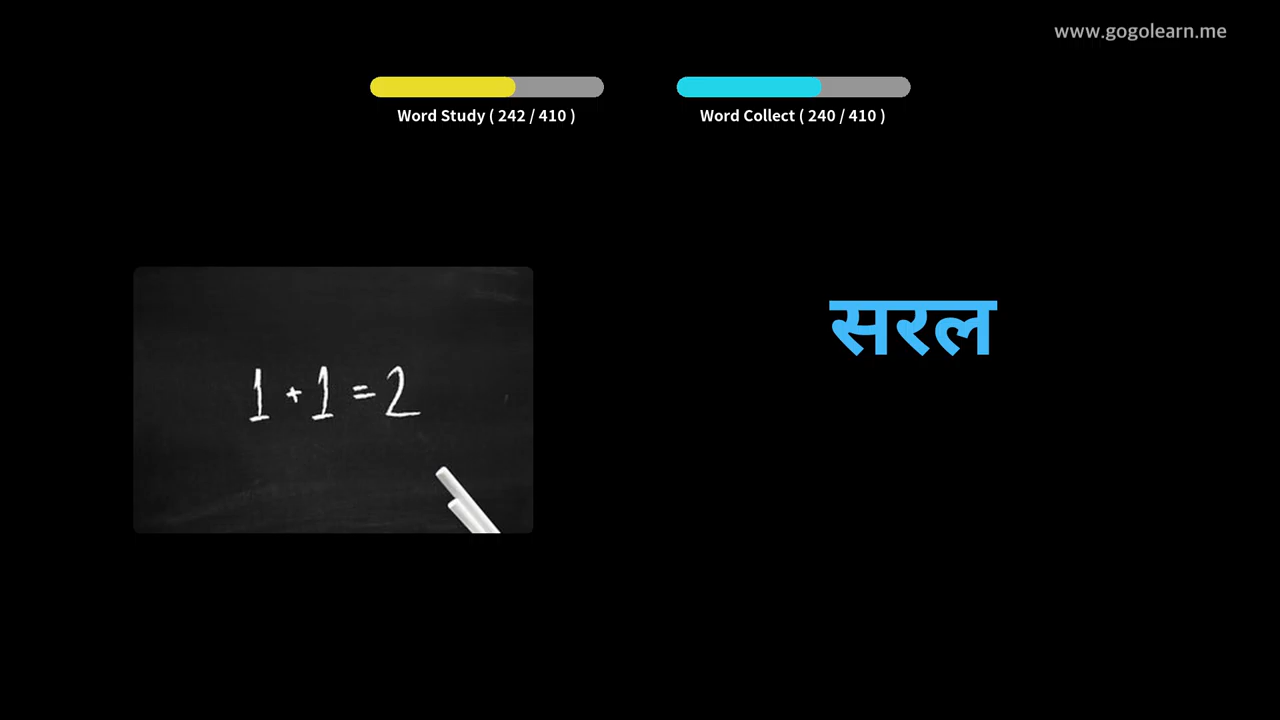 www.gogolearn.me
Word Study ( 242 / 410 )
Word Collect ( 240 / 410 )
सरल
1 + 1 = 2